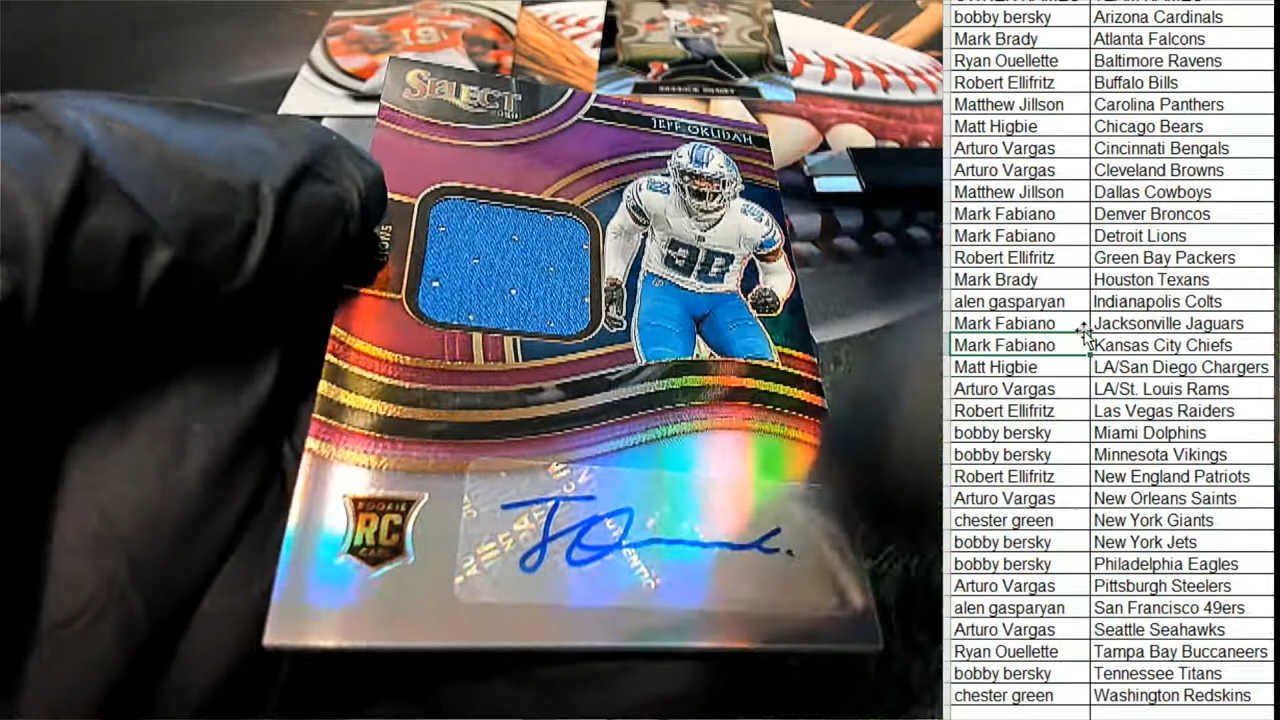 SELECT
2020
JEFF OKUDAH
RC
ROOKIE
CARD
AUTHENTIC
bobby bersky Arizona Cardinals
Mark Brady Atlanta Falcons
Ryan Ouellette Baltimore Ravens
Robert Ellifritz Buffalo Bills
Matthew Jillson Carolina Panthers
Matt Higbie Chicago Bears
Arturo Vargas Cincinnati Bengals
Arturo Vargas Cleveland Browns
Matthew Jillson Dallas Cowboys
Mark Fabiano Denver Broncos
Mark Fabiano Detroit Lions
Robert Ellifritz Green Bay Packers
Mark Brady Houston Texans
alen gasparyan Indianapolis Colts
Mark Fabiano Jacksonville Jaguars
Mark Fabiano Kansas City Chiefs
Matt Higbie LA/San Diego Chargers
Arturo Vargas LA/St. Louis Rams
Robert Ellifritz Las Vegas Raiders
bobby bersky Miami Dolphins
bobby bersky Minnesota Vikings
Robert Ellifritz New England Patriots
Arturo Vargas New Orleans Saints
chester green New York Giants
bobby bersky New York Jets
bobby bersky Philadelphia Eagles
Arturo Vargas Pittsburgh Steelers
alen gasparyan San Francisco 49ers
Arturo Vargas Seattle Seahawks
Ryan Ouellette Tampa Bay Buccaneers
bobby bersky Tennessee Titans
chester green Washington Redskins